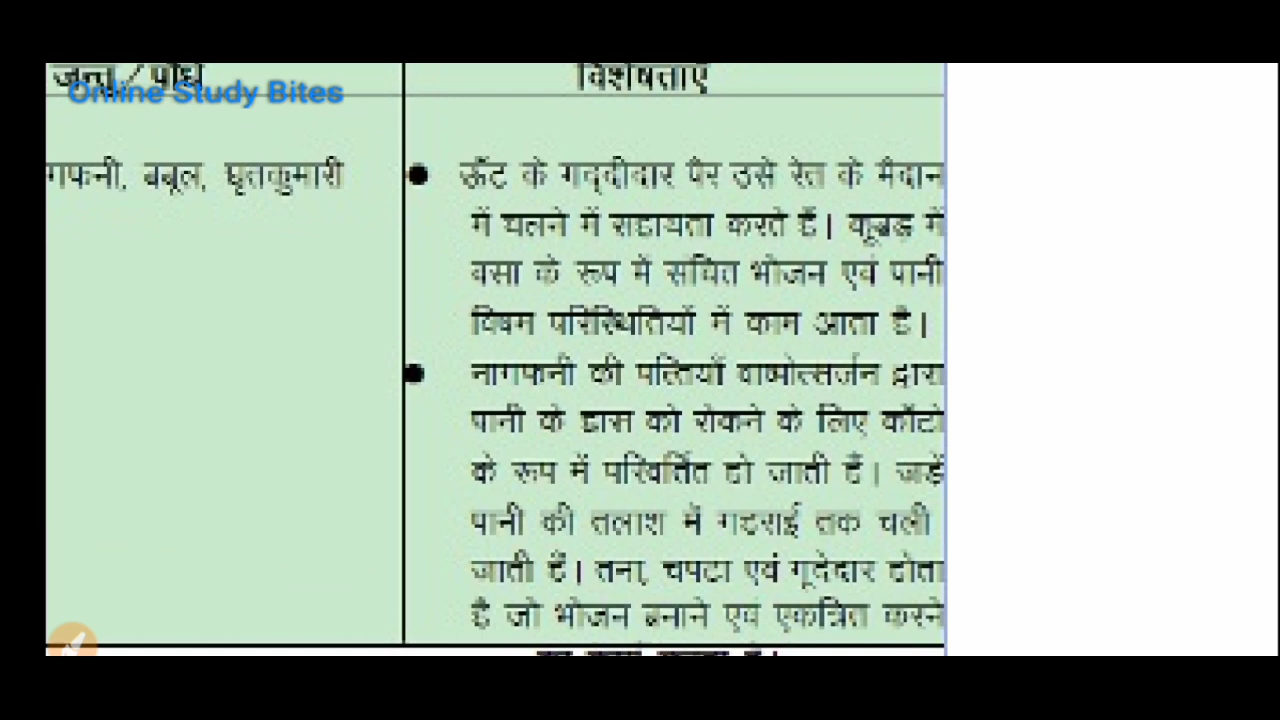 जन्तु / पौधे
विशेषताएँ
Online Study Bites
गफनी, बबूल, घृतकुमारी
● ऊँट के गद्दीदार पैर उसे रेत के मैदान
में चलने में सहायता करते हैं। कूबड़ में
वसा के रूप में संचित भोजन एवं पानी
विषम परिस्थितियों में काम आता है।
● नागफनी की पत्तियाँ वाष्पोत्सर्जन द्वारा
पानी के ह्रास को रोकने के लिए काँटो
के रूप में परिवर्तित हो जाती हैं। जड़ें
पानी की तलाश में गहराई तक चली
जाती हैं। तना, चपटा एवं गूदेदार होता
है जो भोजन बनाने एवं एकत्रित करने